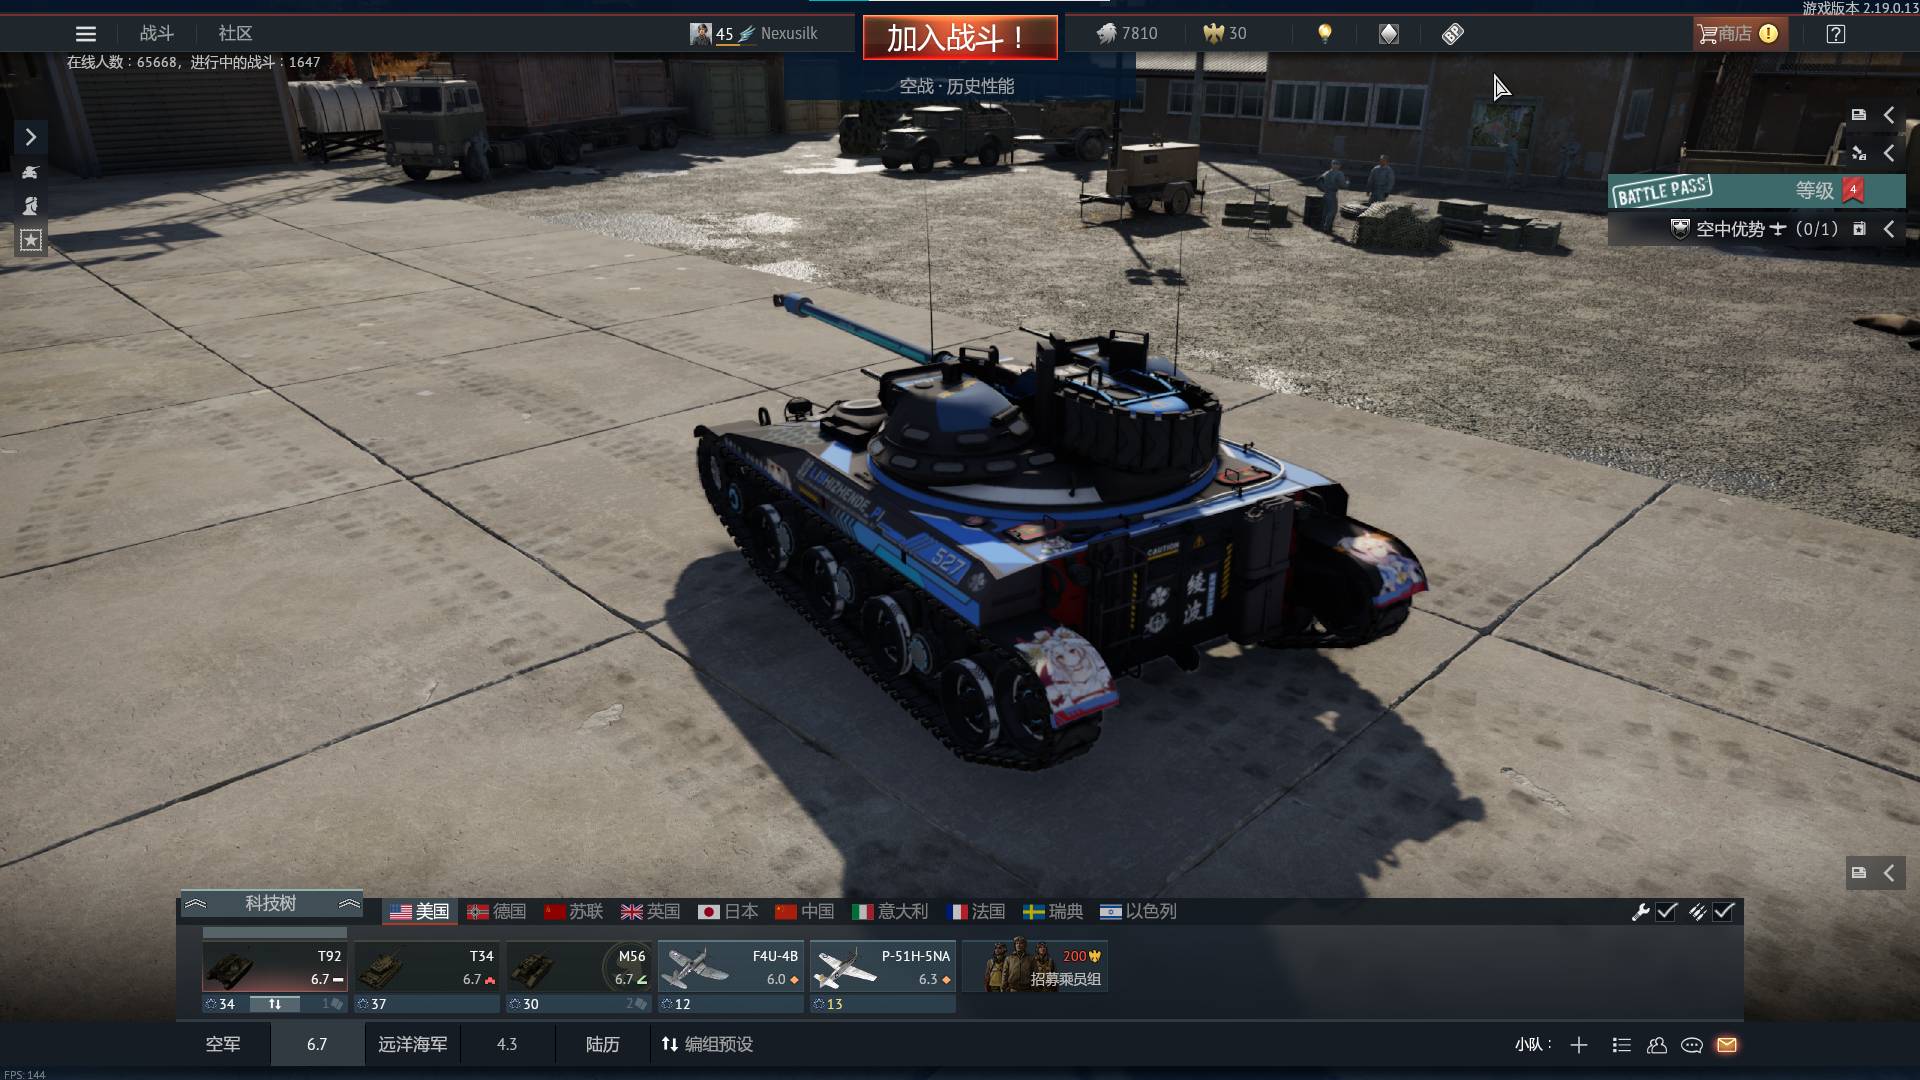 游戏版本 2.19.0.13
战斗
社区
45 Nexusilk
加入战斗！
7810
30
BP
商店
在线人数：65668，进行中的战斗：1647
空战 · 历史性能
BATTLE PASS
等级 4
空中优势 (0/1)
LIUZHIZHENDE_PI
527
CAUTION
绫波
科技树
美国
德国
苏联
英国
日本
中国
意大利
法国
瑞典
以色列
T92
6.7
T34
6.7
M56
6.7
F4U-4B
6.0
P-51H-5NA
6.3
200
招募乘员组
34
1
37
30
2
12
13
空军
6.7
远洋海军
4.3
陆历
编组预设
小队：
FPS: 144